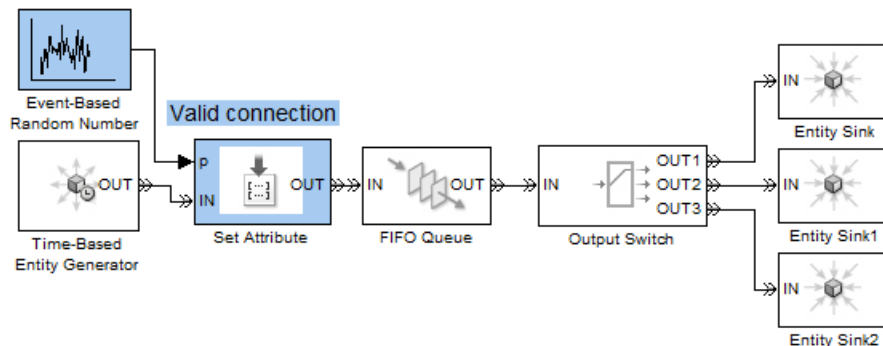 Event-Based
Random Number
Valid connection
p
IN
OUT
Set Attribute
OUT
Time-Based
Entity Generator
IN
OUT
FIFO Queue
IN
OUT1
OUT2
OUT3
Output Switch
IN
Entity Sink
IN
Entity Sink1
IN
Entity Sink2